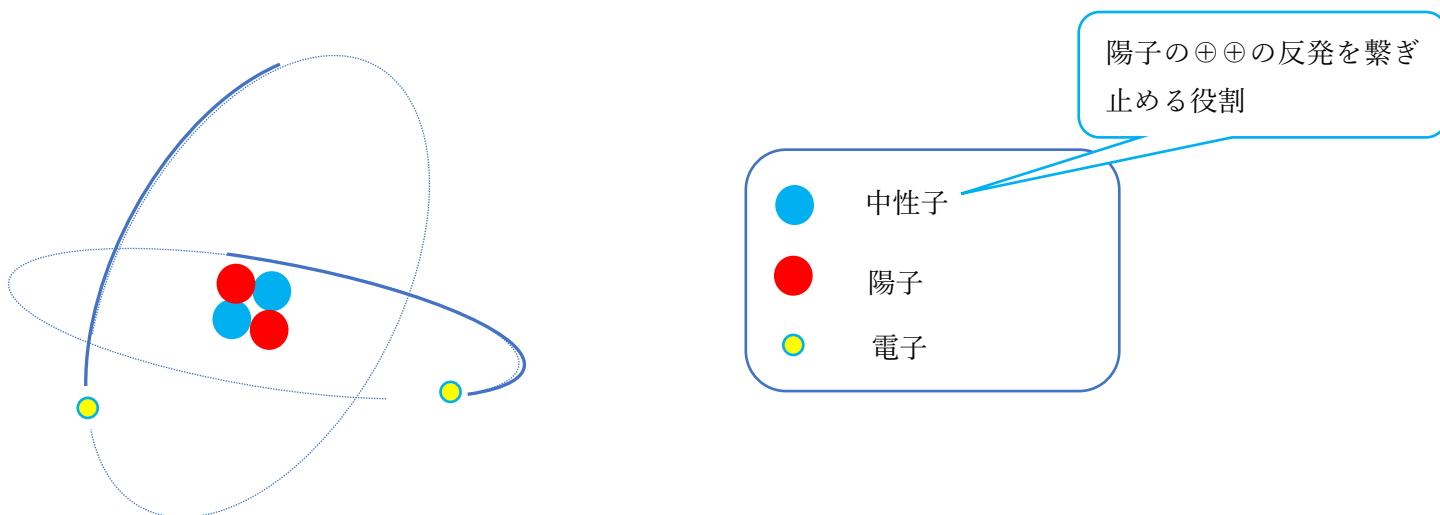 陽子の⊕⊕の反発を繋ぎ
止める役割
中性子
陽子
電子